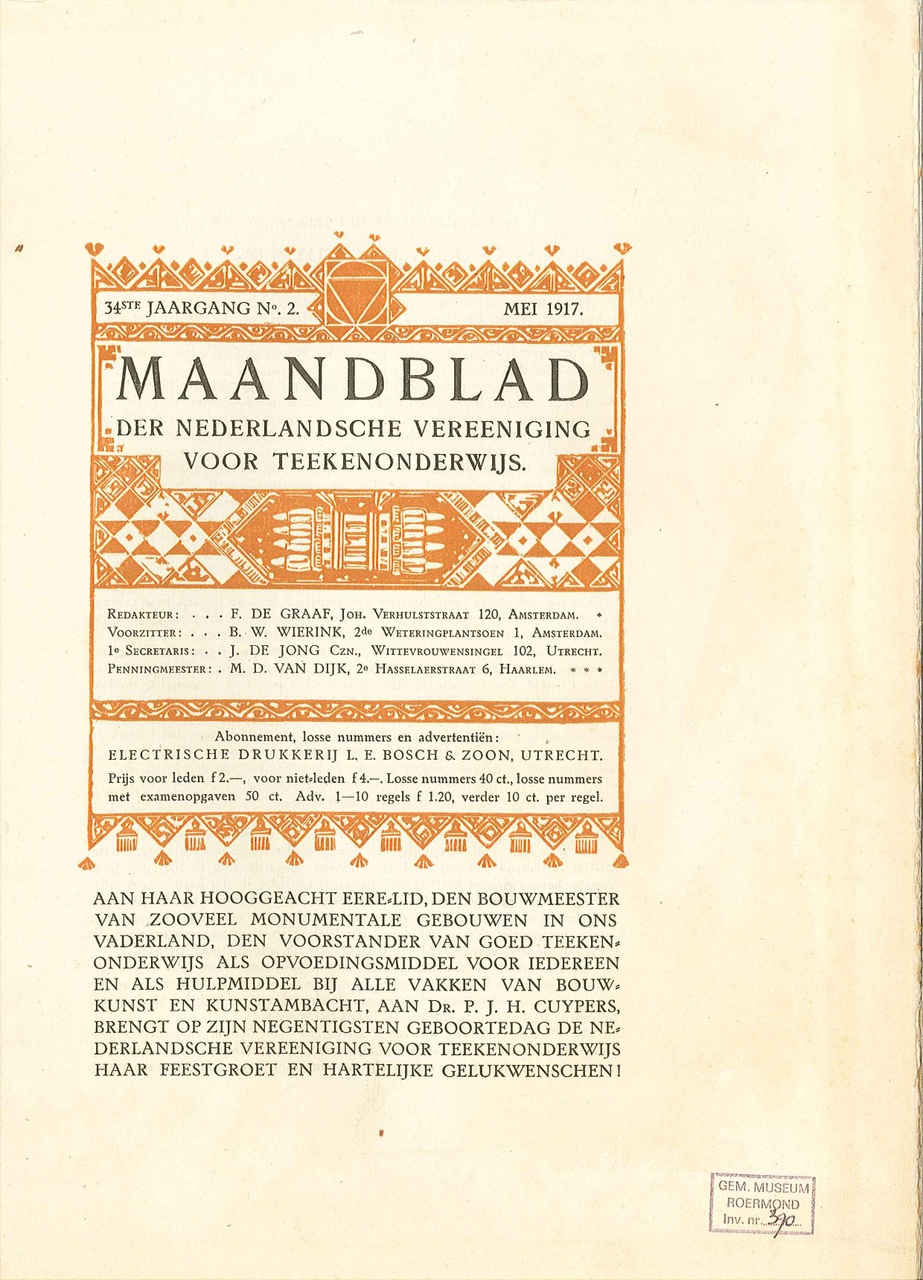 34STE JAARGANG No. 2.
MEI 1917.
MAANDBLAD
DER NEDERLANDSCHE VEREENIGING
VOOR TEEKENONDERWIJS.
REDAKTEUR: . . . F. DE GRAAF, JOH. VERHULSTSTRAAT 120, AMSTERDAM. *
VOORZITTER: . . . B. W. WIERINK, 2de WETERINGPLANTSOEN 1, AMSTERDAM.
1e SECRETARIS: . . J. DE JONG CZN., WITTEVROUWENSINGEL 102, UTRECHT.
PENNINGMEESTER: . M. D. VAN DIJK, 2e HASSELAERSTRAAT 6, HAARLEM. * * *
Abonnement, losse nummers en advertentiën:
ELECTRISCHE DRUKKERIJ L. E. BOSCH & ZOON, UTRECHT.
Prijs voor leden f 2.—, voor niet-leden f 4.—. Losse nummers 40 ct., losse nummers
met examenopgaven 50 ct. Adv. 1—10 regels f 1.20, verder 10 ct. per regel.
AAN HAAR HOOGGEACHT EERE-LID, DEN BOUWMEESTER
VAN ZOOVEEL MONUMENTALE GEBOUWEN IN ONS
VADERLAND, DEN VOORSTANDER VAN GOED TEEKEN-
ONDERWIJS ALS OPVOEDINGSMIDDEL VOOR IEDEREEN
EN ALS HULPMIDDEL BIJ ALLE VAKKEN VAN BOUW-
KUNST EN KUNSTAMBACHT, AAN DR. P. J. H. CUYPERS,
BRENGT OP ZIJN NEGENTIGSTEN GEBOORTEDAG DE NE-
DERLANDSCHE VEREENIGING VOOR TEEKENONDERWIJS
HAAR FEESTGROET EN HARTELIJKE GELUKWENSCHEN!
GEM. MUSEUM
ROERMOND
Inv. nr. 390